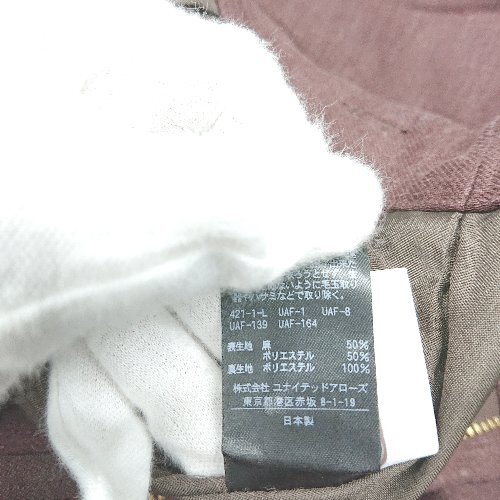 ないように毛玉取り
器やハサミなどで取り除く。
421-1-L UAF-1 UAF-8
UAF-139 UAF-164
表生地 麻 50%
ポリエステル 50%
裏生地 ポリエステル 100%
株式会社 ユナイテッドアローズ
東京都港区赤坂 8-1-19
日本製